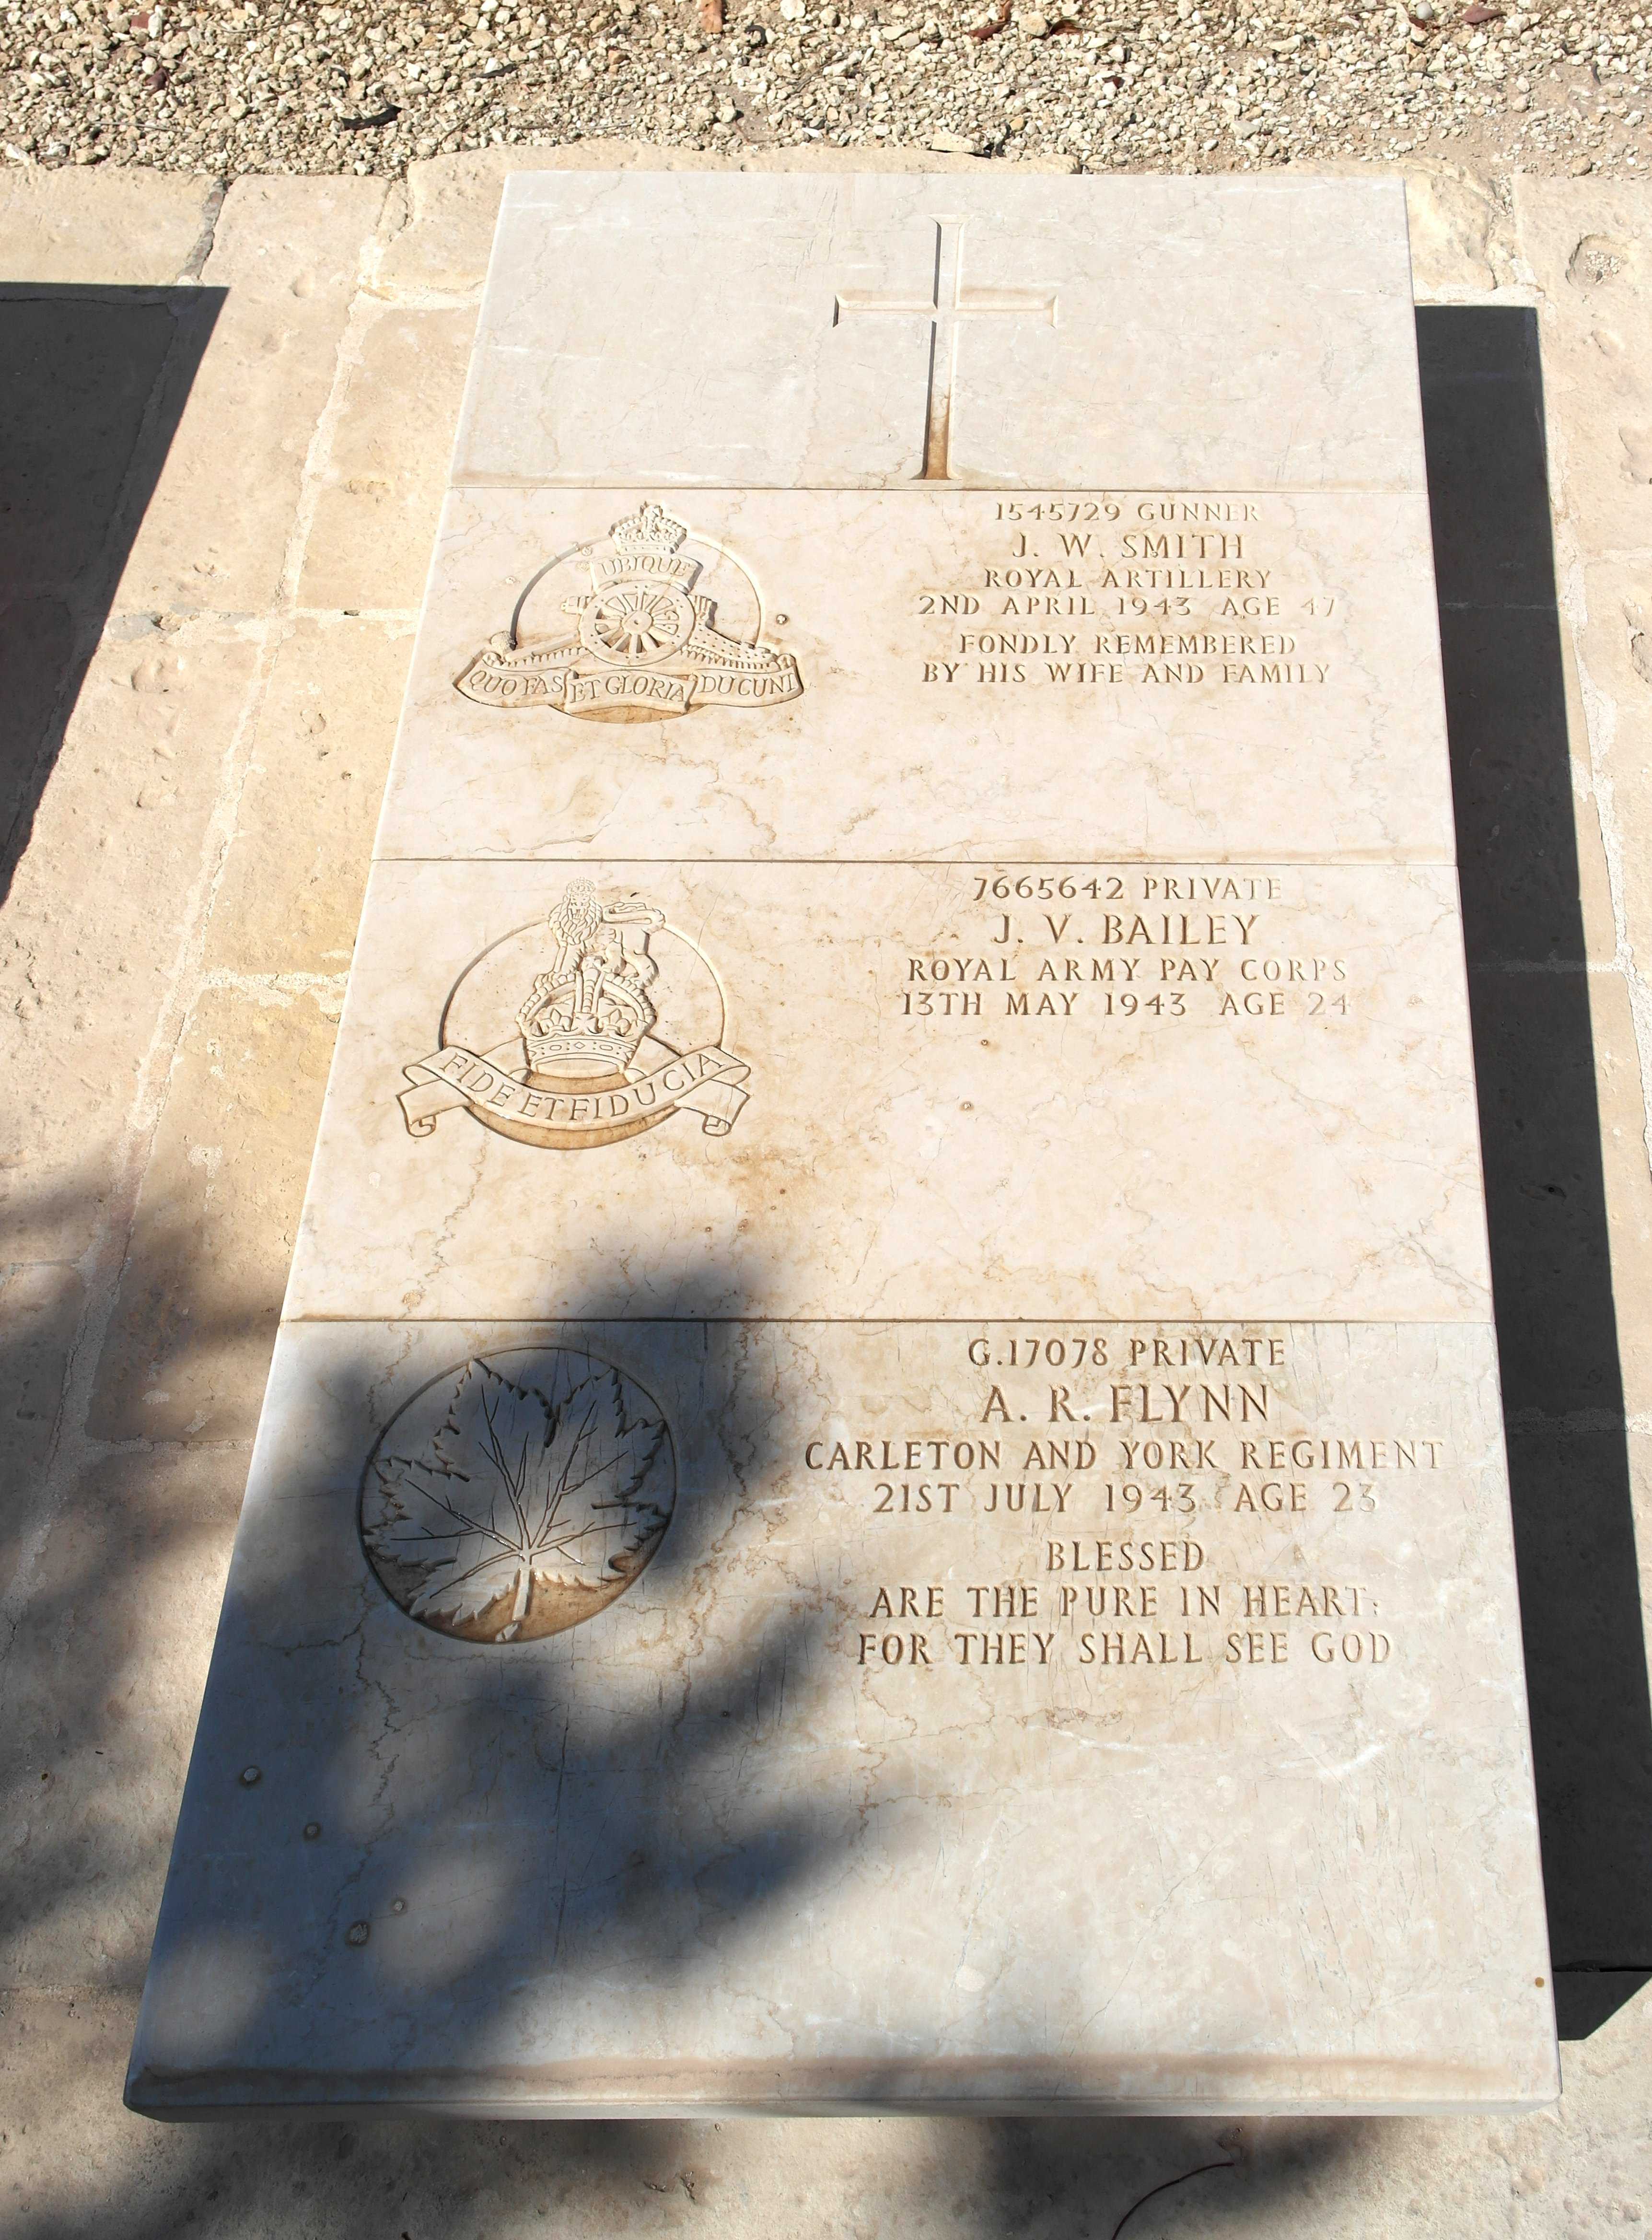 1545729 GUNNER
J. W. SMITH
ROYAL ARTILLERY
2ND APRIL 1943 AGE 47
FONDLY REMEMBERED
BY HIS WIFE AND FAMILY
UBIQUE
QUO FAS ET GLORIA DUCUNT
7665642 PRIVATE
J. V. BAILEY
ROYAL ARMY PAY CORPS
13TH MAY 1943 AGE 24
FIDE ET FIDUCIA
G.17078 PRIVATE
A. R. FLYNN
CARLETON AND YORK REGIMENT
21ST JULY 1943 AGE 23
BLESSED
ARE THE PURE IN HEART:
FOR THEY SHALL SEE GOD